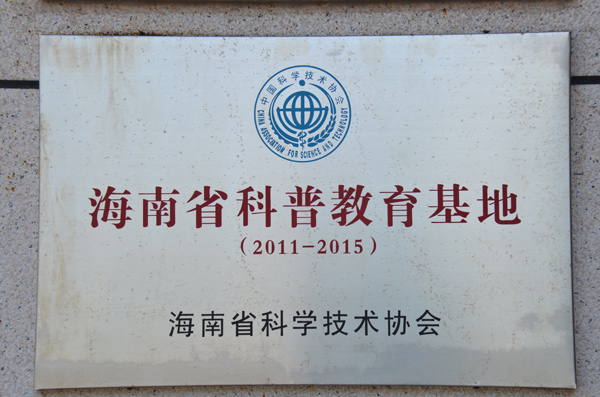 中国科学技术协会
CHINA ASSOCIATION FOR SCIENCE AND TECHNOLOGY
海南省科普教育基地
(2011-2015)
海南省科学技术协会